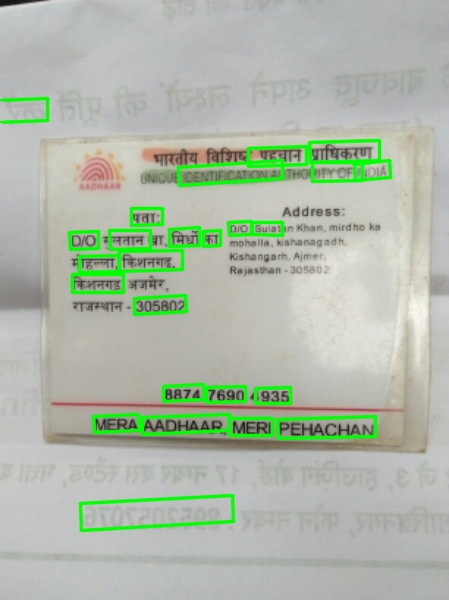 भारतीय विशिष्ट पहचान प्राधिकरण
UNIQUE IDENTIFICATION AUTHORITY OF INDIA
AADHAAR
पता:
D/O सुलतान खा, मिर्धो का
मोहल्ला, किशनगढ़,
किशनगढ़ अजमेर,
राजस्थान - 305802
Address:
D/O Sulatan Khan, mirdho ka
mohalla, kishanagadh,
Kishangarh, Ajmer,
Rajasthan - 305802
8874 7690 4935
MERA AADHAAR, MERI PEHACHAN